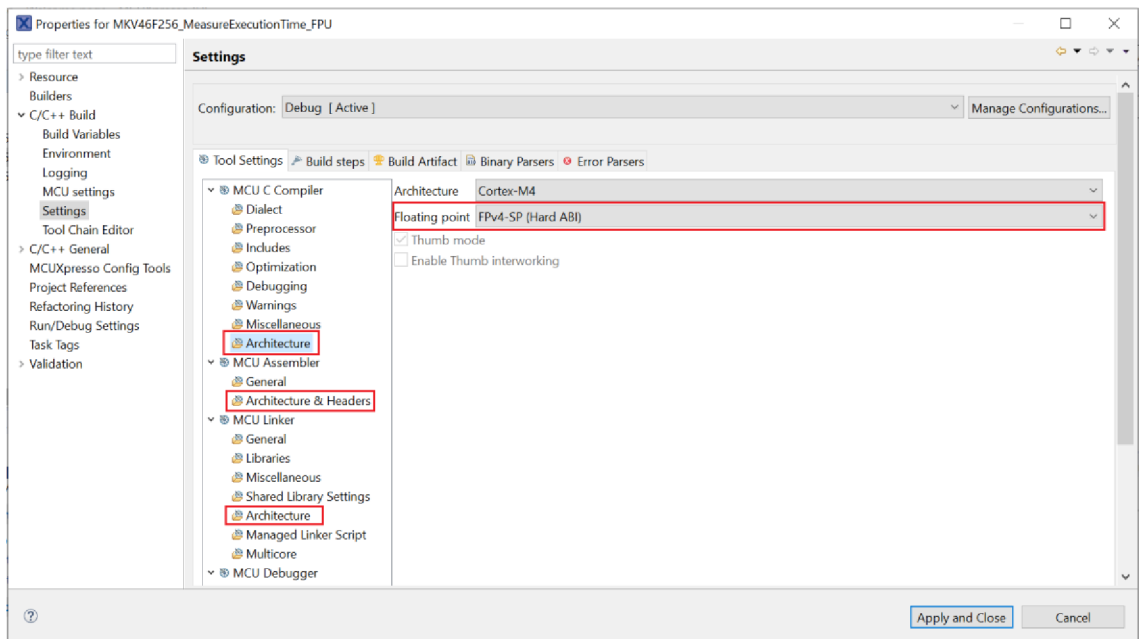 Properties for MKV46F256_MeasureExecutionTime_FPU
type filter text
Settings
Resource
Builders
C/C++ Build
Build Variables
Environment
Logging
MCU settings
Settings
Tool Chain Editor
C/C++ General
MCUXpresso Config Tools
Project References
Refactoring History
Run/Debug Settings
Task Tags
Validation
Configuration: Debug [ Active ]
Manage Configurations...
Tool Settings Build steps Build Artifact Binary Parsers Error Parsers
MCU C Compiler
Dialect
Preprocessor
Includes
Optimization
Debugging
Warnings
Miscellaneous
Architecture
MCU Assembler
General
Architecture & Headers
MCU Linker
General
Libraries
Miscellaneous
Shared Library Settings
Architecture
Managed Linker Script
Multicore
MCU Debugger
Architecture Cortex-M4
Floating point FPv4-SP (Hard ABI)
Thumb mode
Enable Thumb interworking
Apply and Close
Cancel